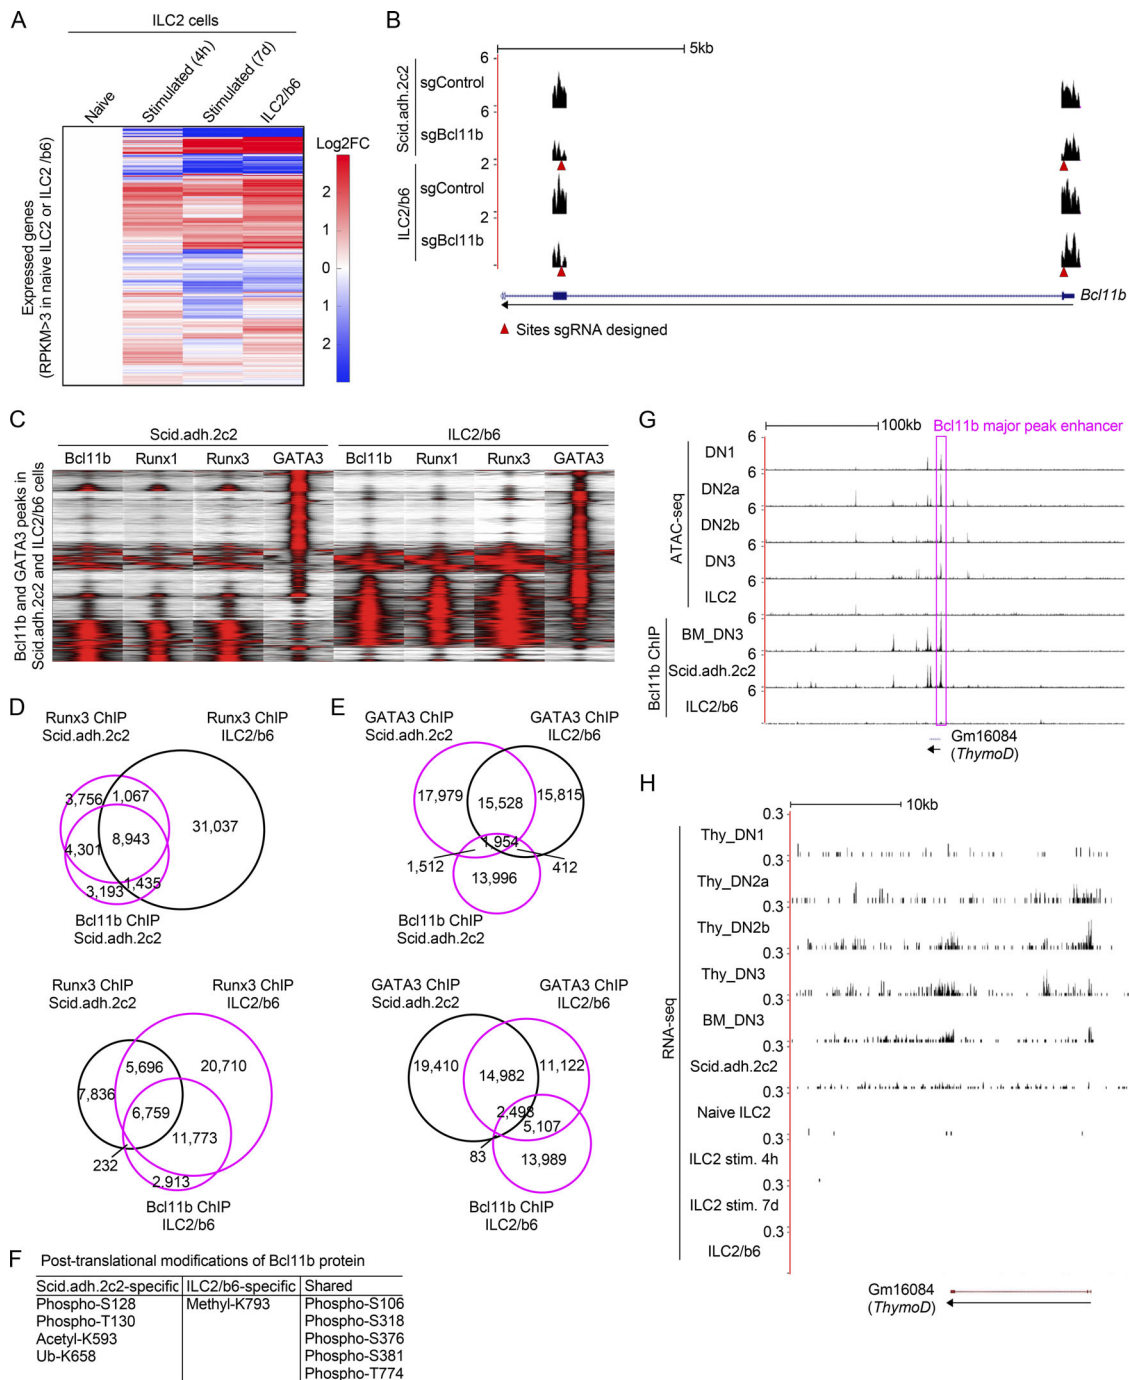 A
ILC2 cells
Naive
Stimulated (4h)
Stimulated (7d)
ILC2/b6
Expressed genes
(RPKM>3 in naive ILC2 or ILC2 /b6)
Log2FC
2
1
0
1
2
B
5kb
Scid.adh.2c2
ILC2/b6
6
sgControl
6
sgBcl11b
2
sgControl
2
sgBcl11b
Bcl11b
Sites sgRNA designed
C
Scid.adh.2c2
ILC2/b6
Bcl11b Runx1 Runx3 GATA3 Bcl11b Runx1 Runx3 GATA3
Bcl11b and GATA3 peaks in
Scid.adh.2c2 and ILC2/b6 cells
D
Runx3 ChIP
Scid.adh.2c2
Runx3 ChIP
ILC2/b6
3,756
1,067
31,037
8,943
4,301
1,435
3,193
Bcl11b ChIP
Scid.adh.2c2
Runx3 ChIP
Scid.adh.2c2
Runx3 ChIP
ILC2/b6
5,696
20,710
7,836
6,759
11,773
232
2,913
Bcl11b ChIP
ILC2/b6
E
GATA3 ChIP
Scid.adh.2c2
GATA3 ChIP
ILC2/b6
17,979
15,528
15,815
1,954
1,512
412
13,996
Bcl11b ChIP
Scid.adh.2c2
GATA3 ChIP
Scid.adh.2c2
GATA3 ChIP
ILC2/b6
19,410
14,982
11,122
2,498
5,107
83
13,989
Bcl11b ChIP
ILC2/b6
F
Post-translational modifications of Bcl11b protein
Scid.adh.2c2-specific ILC2/b6-specific Shared
Phospho-S128 Methyl-K793 Phospho-S106
Phospho-T130 Phospho-S318
Acetyl-K593 Phospho-S376
Ub-K658 Phospho-S381
Phospho-T774
G
100kb
Bcl11b major peak enhancer
ATAC-seq
Bcl11b ChIP
6
DN1
6
DN2a
6
DN2b
6
DN3
6
ILC2
6
BM_DN3
6
Scid.adh.2c2
6
ILC2/b6
Gm16084
(ThymoD)
H
10kb
RNA-seq
0.3
Thy_DN1
0.3
Thy_DN2a
0.3
Thy_DN2b
0.3
Thy_DN3
0.3
BM_DN3
0.3
Scid.adh.2c2
0.3
Naive ILC2
0.3
ILC2 stim. 4h
0.3
ILC2 stim. 7d
0.3
ILC2/b6
Gm16084
(ThymoD)